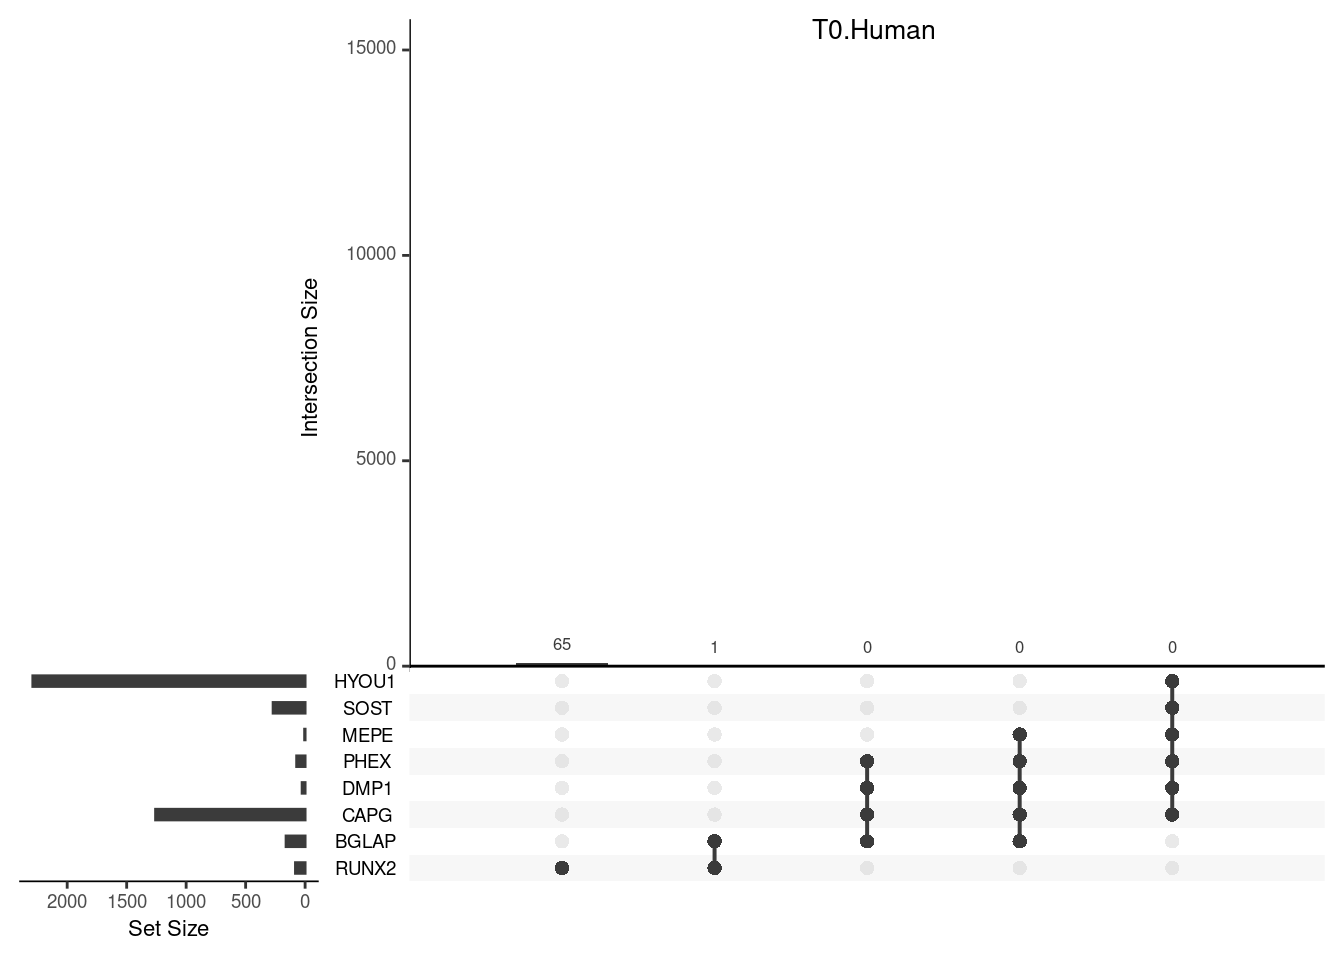 T0.Human
15000
10000
5000
0
Intersection Size
65
1
0
0
0
HYOU1
SOST
MEPE
PHEX
DMP1
CAPG
BGLAP
RUNX2
2000 1500 1000 500 0
Set Size